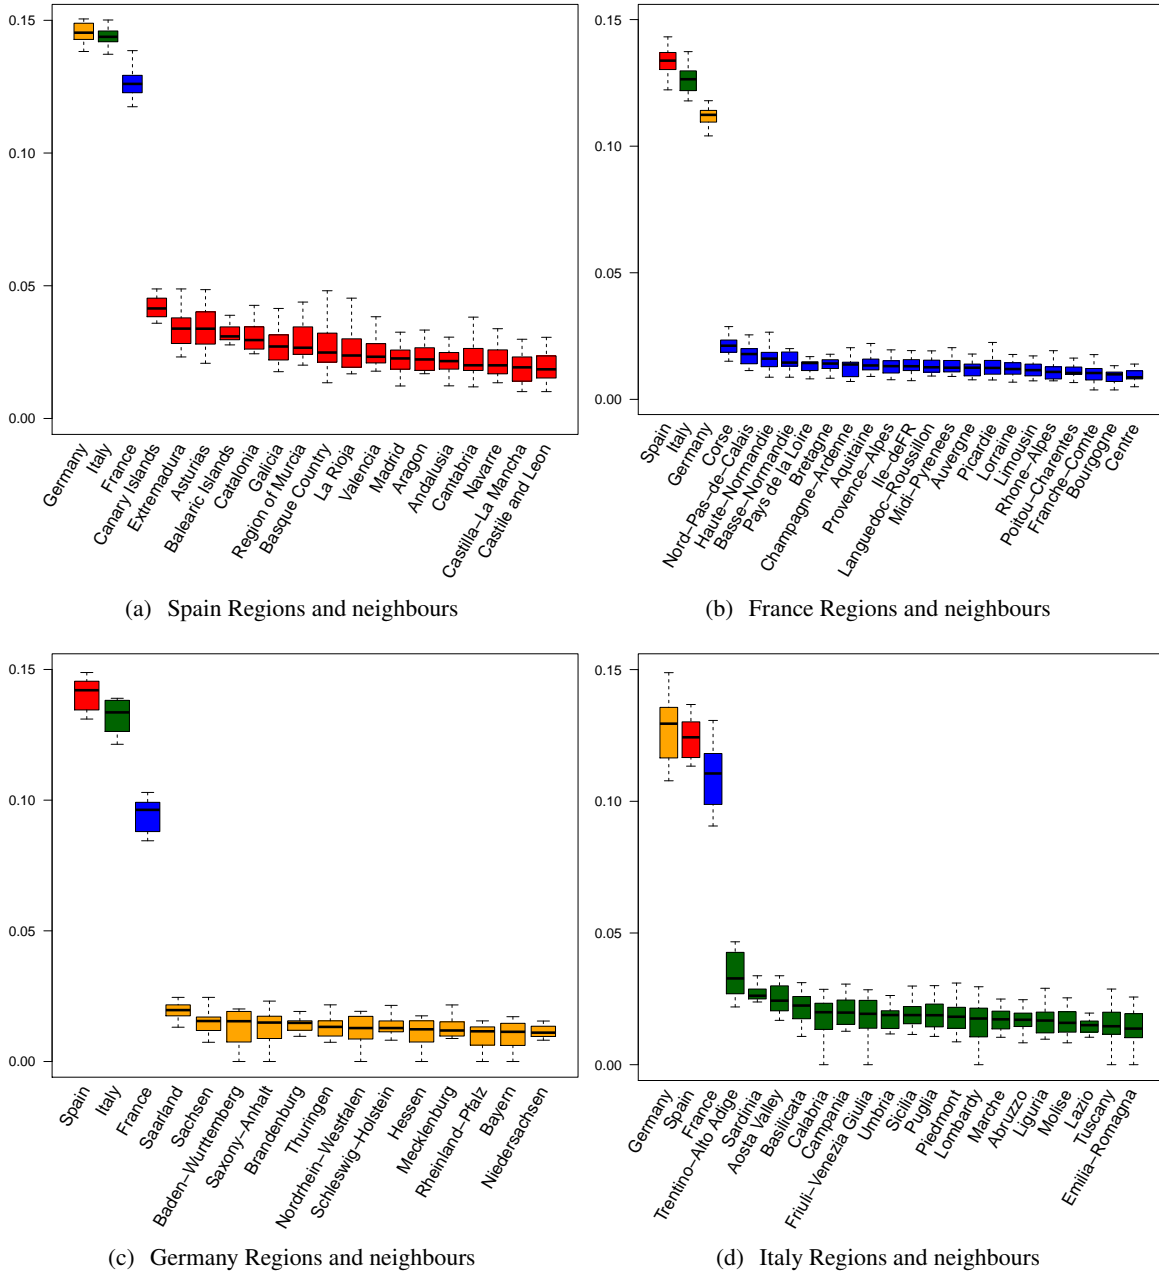 0.15
0.10
0.05
0.00
Germany
Italy
France
Canary Islands
Extremadura
Asturias
Balearic Islands
Catalonia
Galicia
Region of Murcia
Basque Country
La Rioja
Valencia
Madrid
Aragon
Andalusia
Cantabria
Navarre
Castilla−La Mancha
Castile and Leon
(a) Spain Regions and neighbours
0.15
0.10
0.05
0.00
Spain
Italy
Germany
Corse
Nord−Pas−de−Calais
Haute−Normandie
Basse−Normandie
Pays de la Loire
Bretagne
Champagne−Ardenne
Aquitaine
Provence−Alpes
Ile−deFR
Languedoc−Roussillon
Midi−Pyrenees
Auvergne
Picardie
Lorraine
Limousin
Rhone−Alpes
Poitou−Charentes
Franche−Comte
Bourgogne
Centre
(b) France Regions and neighbours
0.15
0.10
0.05
0.00
Spain
Italy
France
Saarland
Sachsen
Baden−Wurttemberg
Saxony−Anhalt
Brandenburg
Thuringen
Nordrhein−Westfalen
Schleswig−Holstein
Hessen
Mecklenburg
Rheinland−Pfalz
Bayern
Niedersachsen
(c) Germany Regions and neighbours
0.15
0.10
0.05
0.00
Germany
Spain
France
Trentino−Alto Adige
Sardinia
Aosta Valley
Basilicata
Calabria
Campania
Friuli−Venezia Giulia
Umbria
Sicilia
Puglia
Piedmont
Lombardy
Marche
Abruzzo
Liguria
Molise
Lazio
Tuscany
Emilia−Romagna
(d) Italy Regions and neighbours